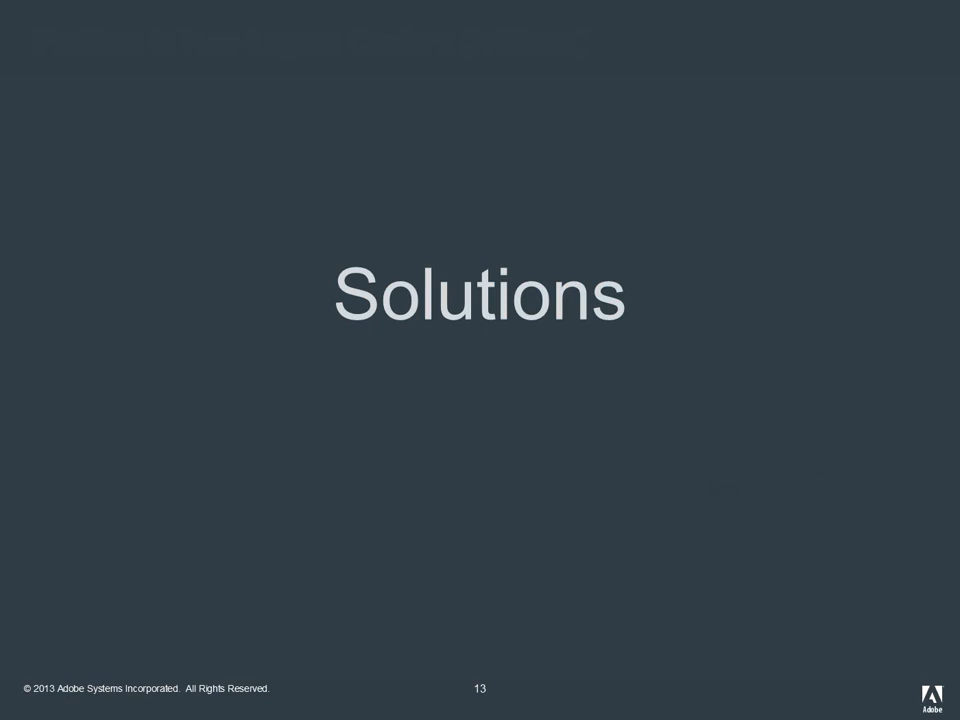 Solutions
© 2013 Adobe Systems Incorporated. All Rights Reserved.
13
Adobe